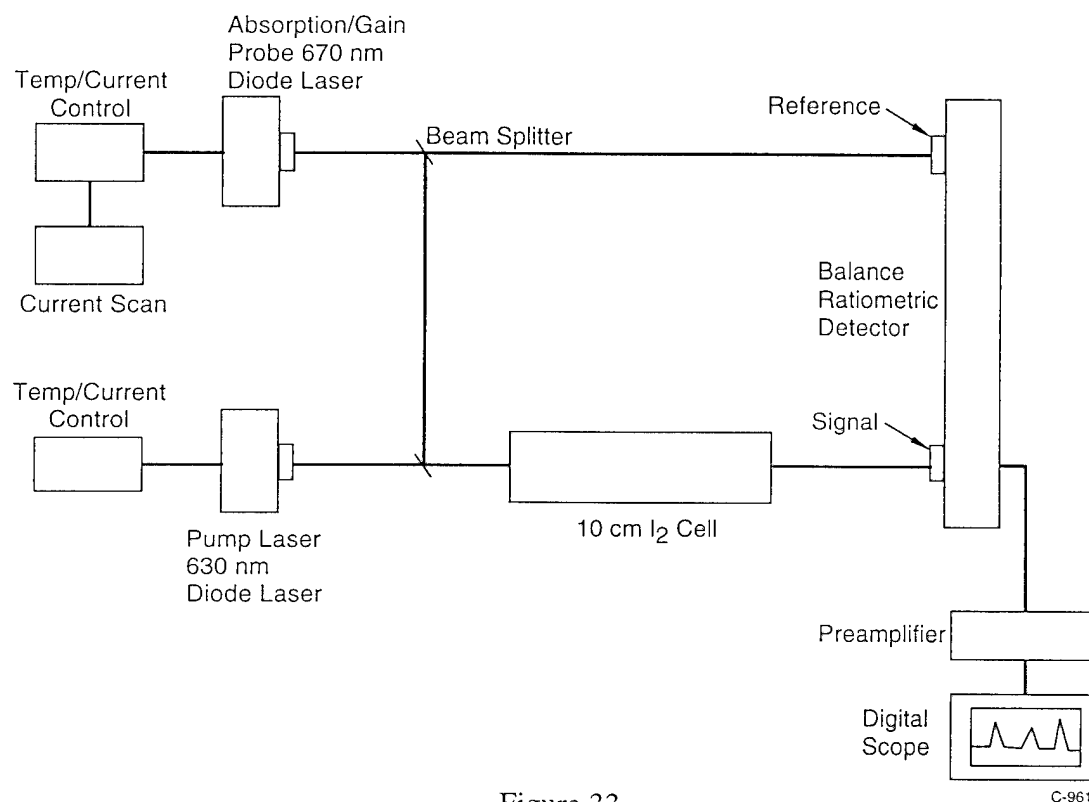 Absorption/Gain
Probe 670 nm
Diode Laser
Temp/Current
Control
Current Scan
Beam Splitter
Reference
Balance
Ratiometric
Detector
Temp/Current
Control
Pump Laser
630 nm
Diode Laser
10 cm I2 Cell
Signal
Preamplifier
Digital
Scope
C-961